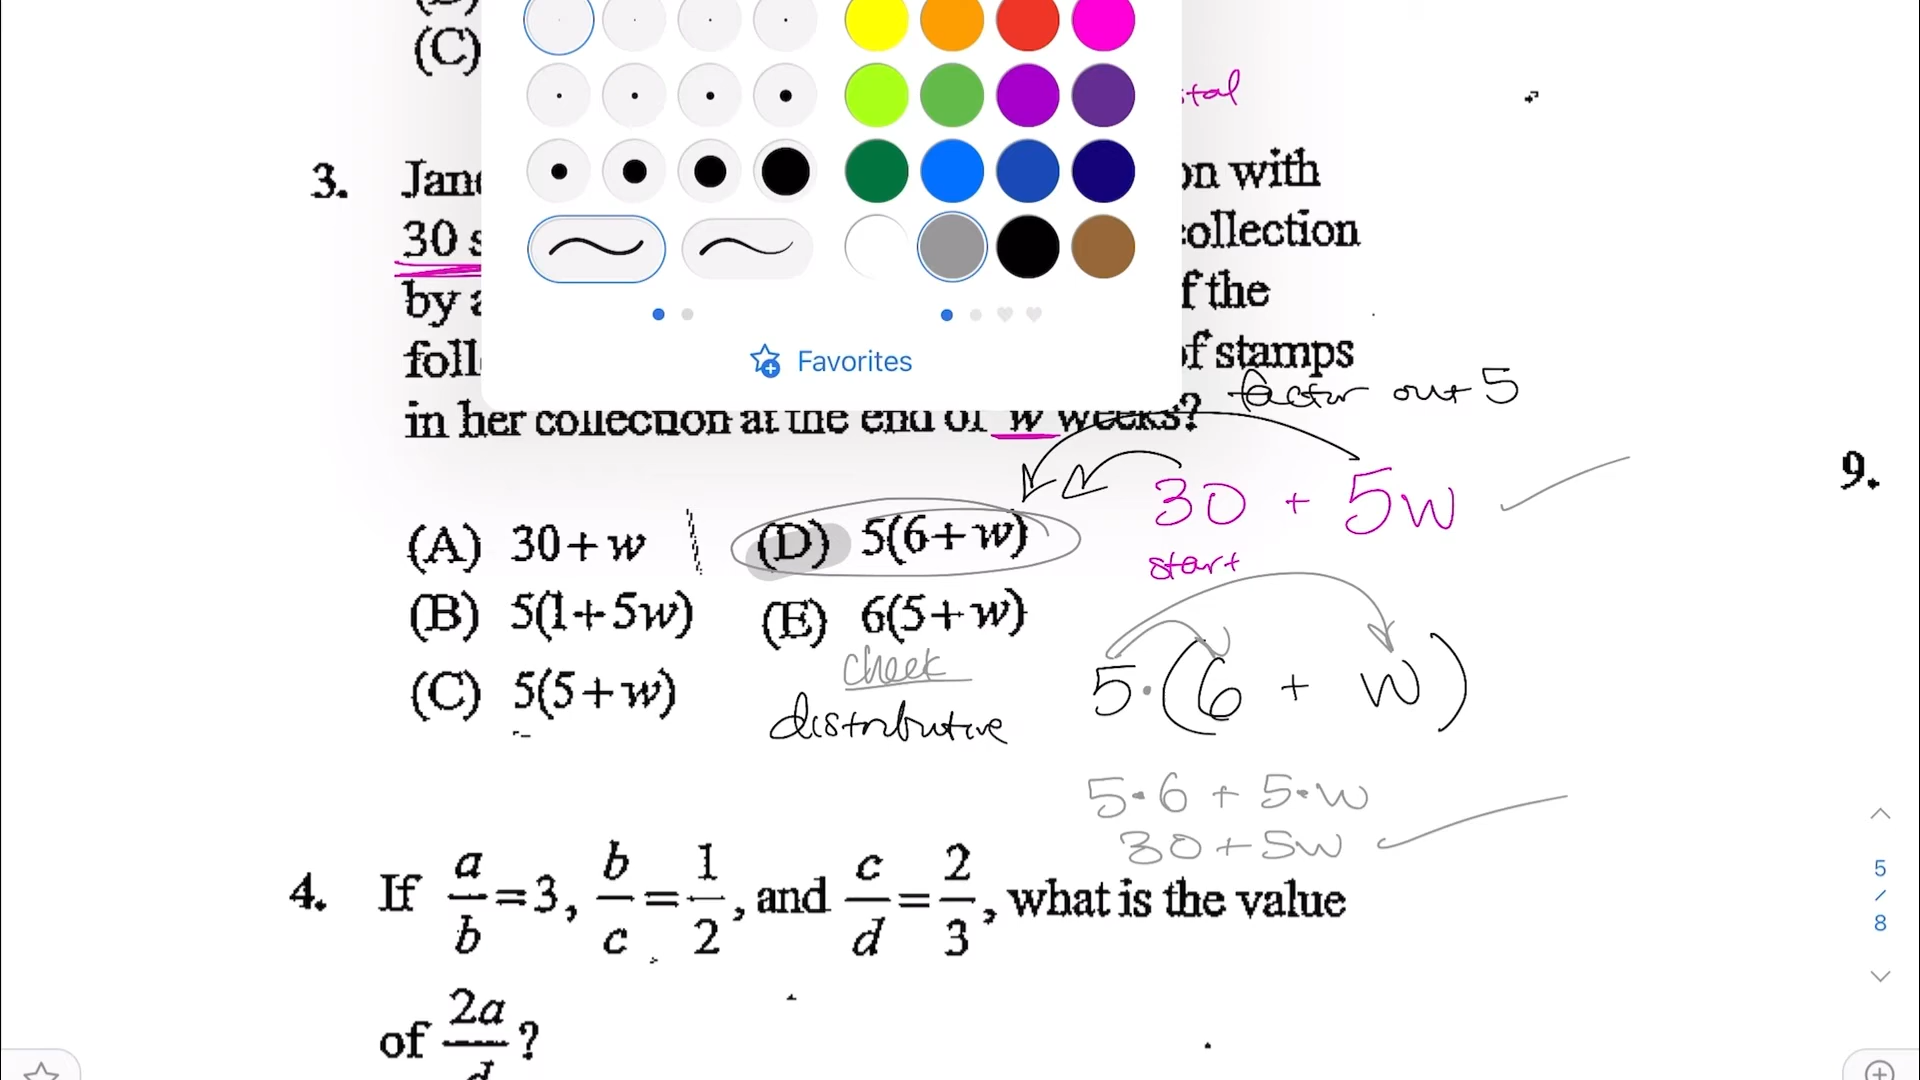 (C)
3. Jan
30 s
by a
foll
on with
collection
f the
of stamps
in her collection at the end of w weeks?
Favorites
factor out 5
30 + 5w
start
(A) 30+w
(D) 5(6+w)
(B) 5(1+5w)
(E) 6(5+w)
(C) 5(5+w)
check
distributive
5·(6 + w)
5·6 + 5·w
30+5w
4. If a/b=3, b/c=1/2, and c/d=2/3, what is the value
of 2a/d?
9.
5
/
8